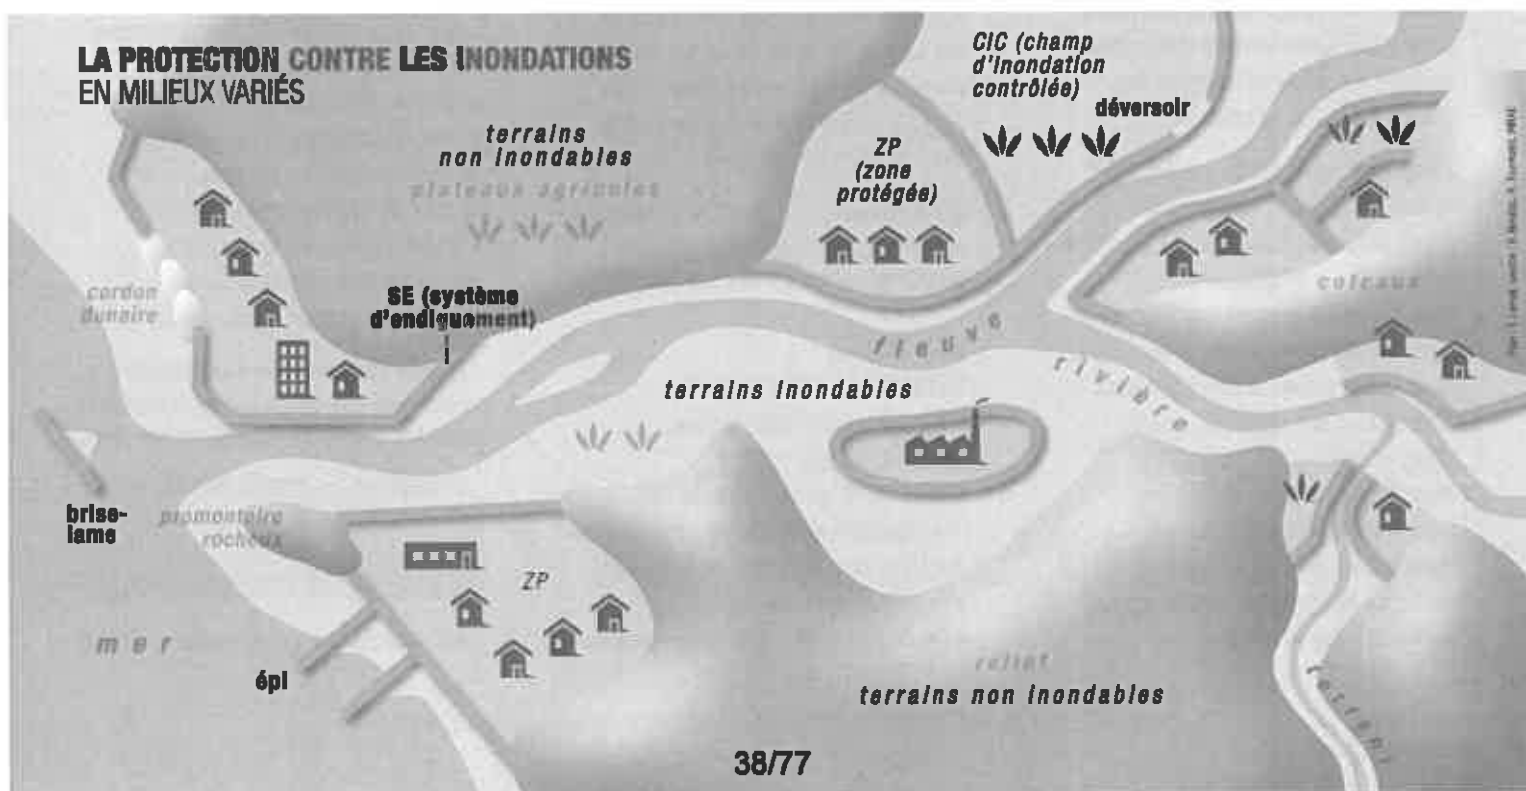 LA PROTECTION CONTRE LES INONDATIONS
EN MILIEUX VARIÉS
CIC (champ
d'inondation
contrôlée)
déversoir
terrains
non inondables
plateaux agricoles
ZP
(zone
protégée)
cordon
dunaire
SE (système
d'endiguement)
coteaux
fleuve
rivière
terrains inondables
brise-
lame
promontoire
rocheux
ZP
mer
épi
relief
terrains non inondables
torrent
38/77